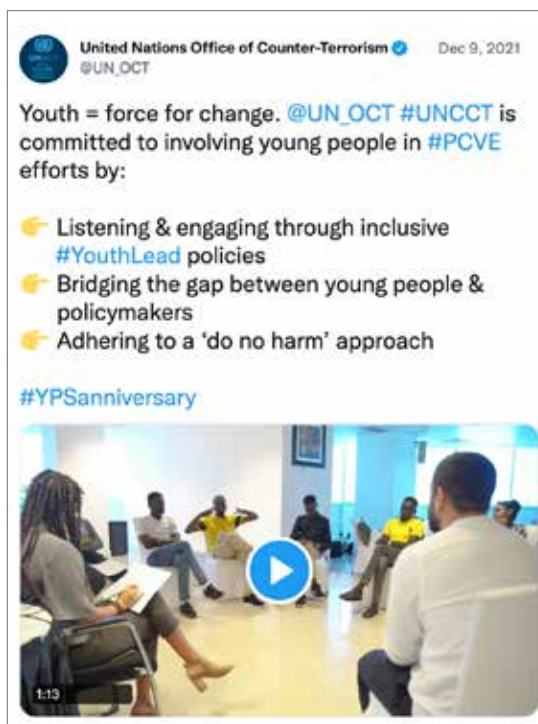 United Nations Office of Counter-Terrorism Dec 9, 2021
@UN_OCT
Youth = force for change. @UN_OCT #UNCCT is
committed to involving young people in #PCVE
efforts by:
👉 Listening & engaging through inclusive
#YouthLead policies
👉 Bridging the gap between young people &
policymakers
👉 Adhering to a ‘do no harm’ approach
#YPSanniversary
1:13